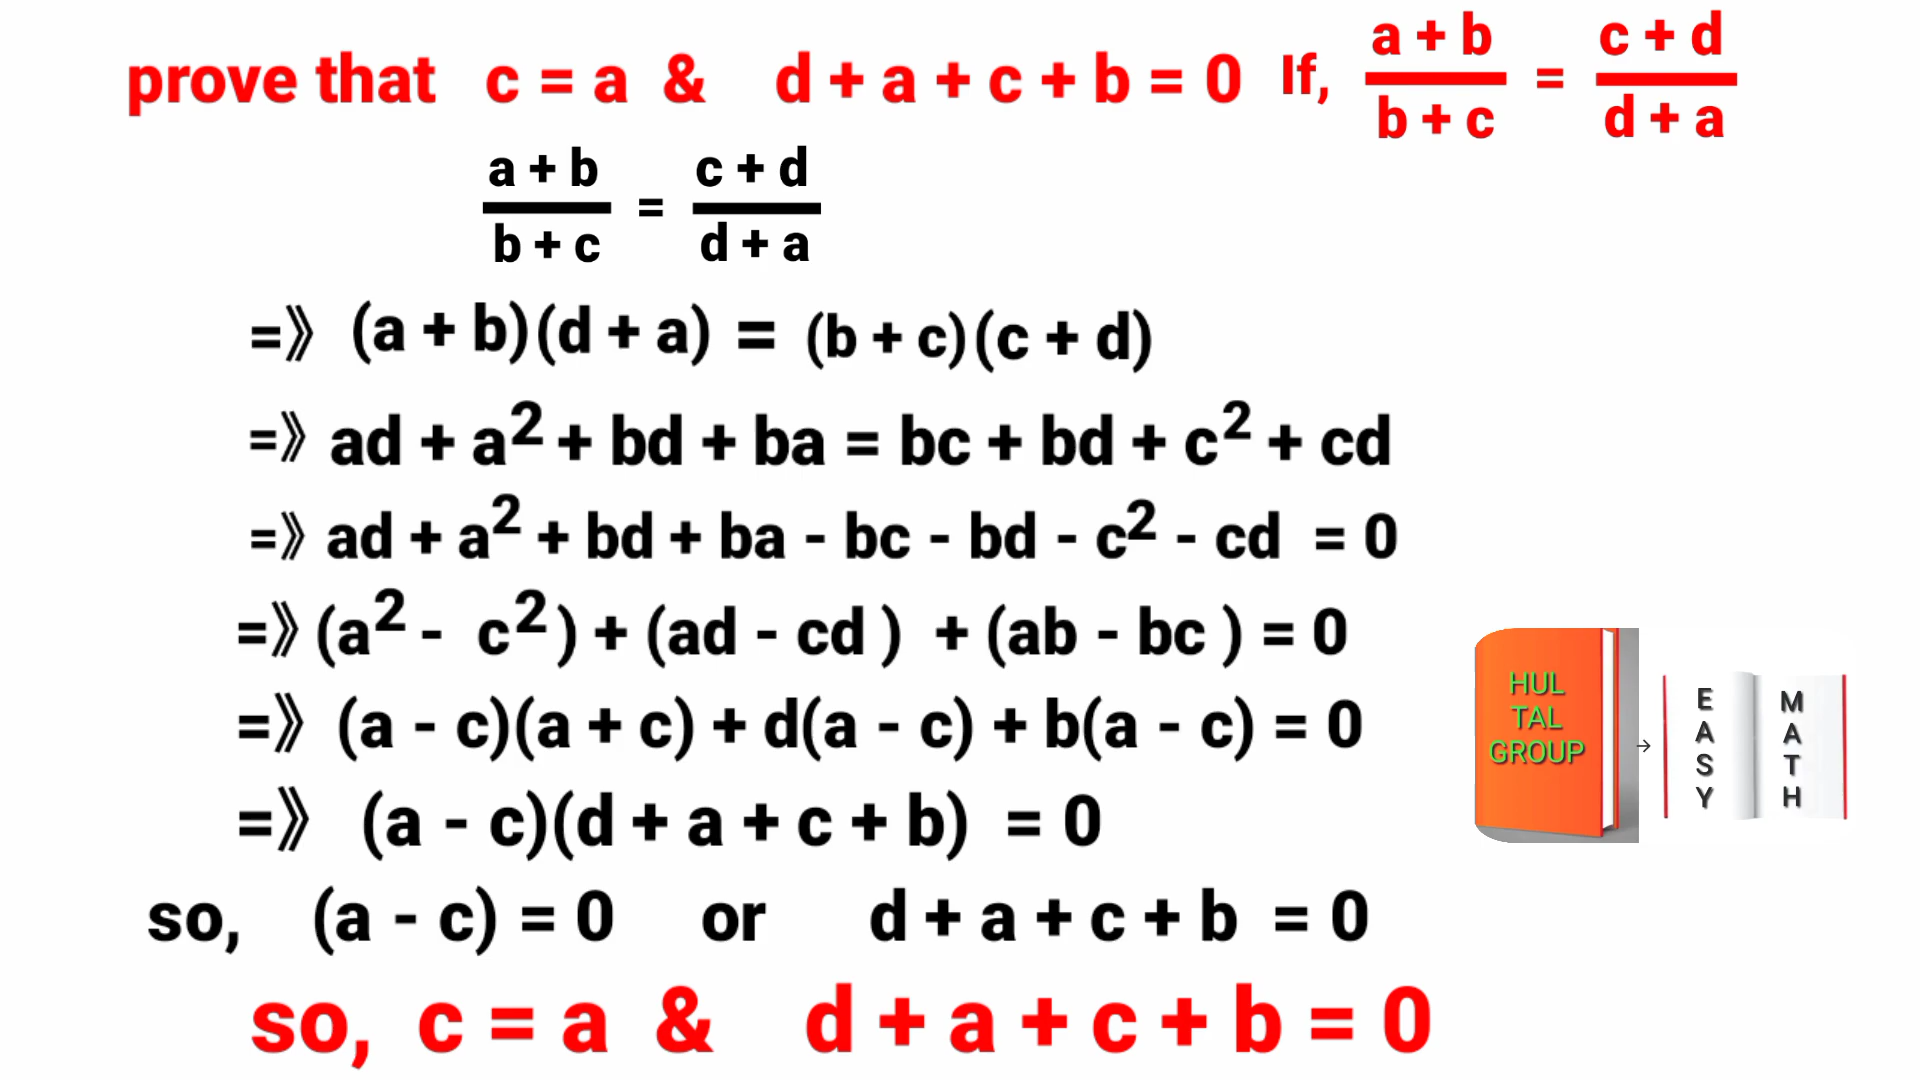 prove that c = a & d + a + c + b = 0 If, a + b / b + c = c + d / d + a
a + b / b + c = c + d / d + a
=》 (a + b)(d + a) = (b + c)(c + d)
=》 ad + a² + bd + ba = bc + bd + c² + cd
=》 ad + a² + bd + ba - bc - bd - c² - cd = 0
=》 (a² - c²) + (ad - cd ) + (ab - bc ) = 0
=》 (a - c)(a + c) + d(a - c) + b(a - c) = 0
=》 (a - c)(d + a + c + b) = 0
so, (a - c) = 0 or d + a + c + b = 0
so, c = a & d + a + c + b = 0
HUL
TAL
GROUP
→
EASY
MATH